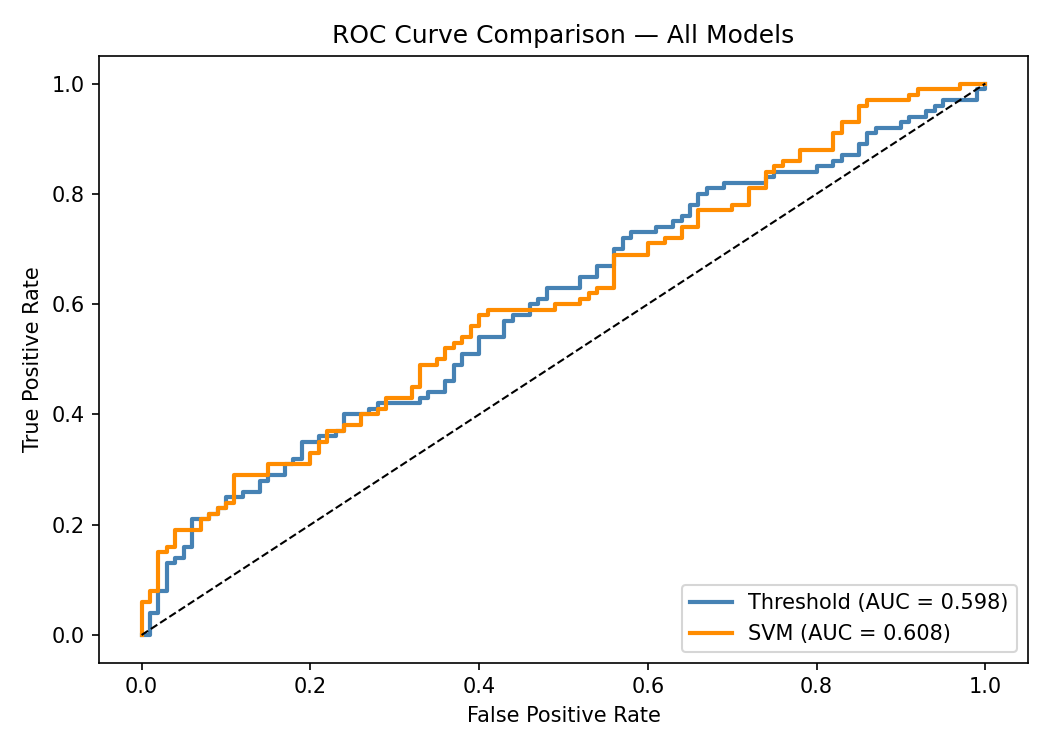 ROC Curve Comparison — All Models
True Positive Rate
1.0
0.8
0.6
0.4
0.2
0.0
0.0 0.2 0.4 0.6 0.8 1.0
False Positive Rate
Threshold (AUC = 0.598)
SVM (AUC = 0.608)